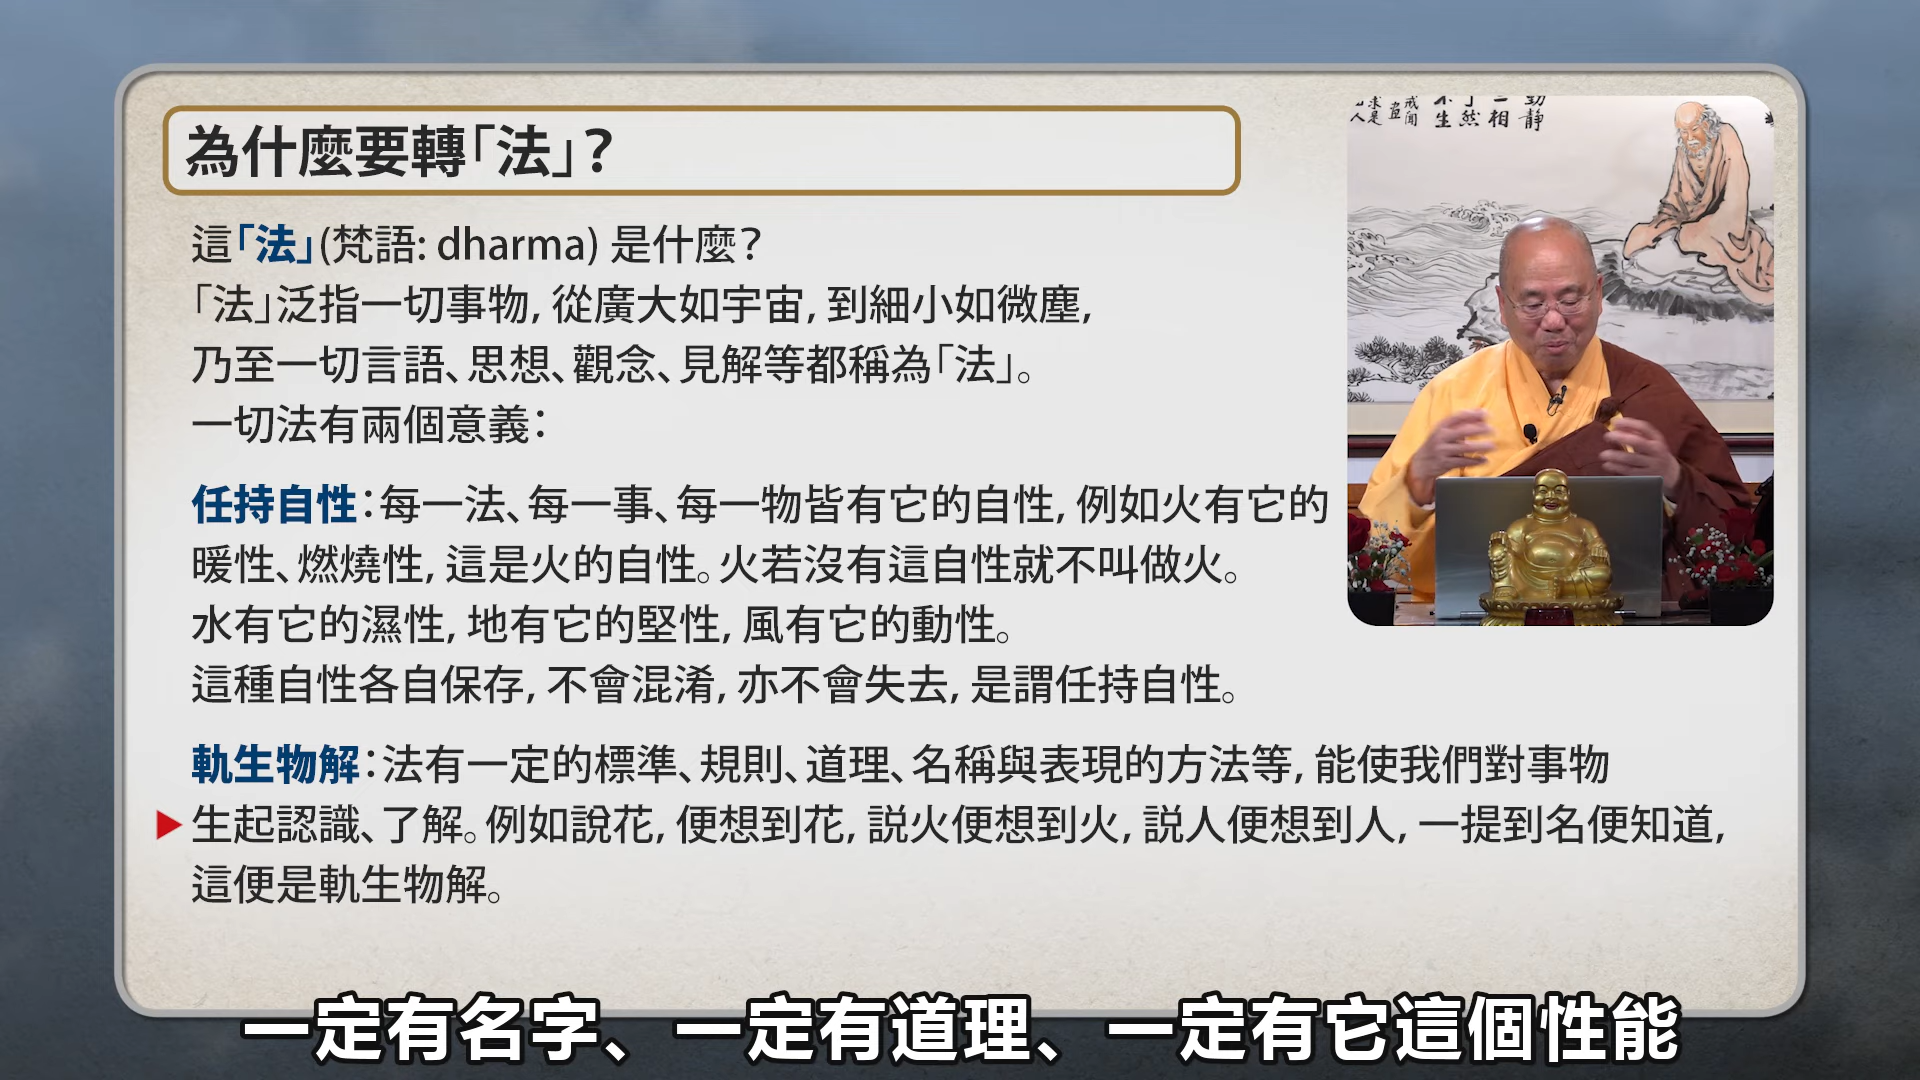 為什麼要轉「法」？
這「法」(梵語: dharma) 是什麼？
「法」泛指一切事物, 從廣大如宇宙, 到細小如微塵,
乃至一切言語、思想、觀念、見解等都稱為「法」。
一切法有兩個意義：
任持自性：每一法、每一事、每一物皆有它的自性, 例如火有它的
暖性、燃燒性, 這是火的自性。火若沒有這自性就不叫做火。
水有它的濕性, 地有它的堅性, 風有它的動性。
這種自性各自保存, 不會混淆, 亦不會失去, 是謂任持自性。
軌生物解：法有一定的標準、規則、道理、名稱與表現的方法等, 能使我們對事物
生起認識、了解。例如說花, 便想到花, 説火便想到火, 説人便想到人, 一提到名便知道,
這便是軌生物解。
一定有名字、一定有道理、一定有它這個性能